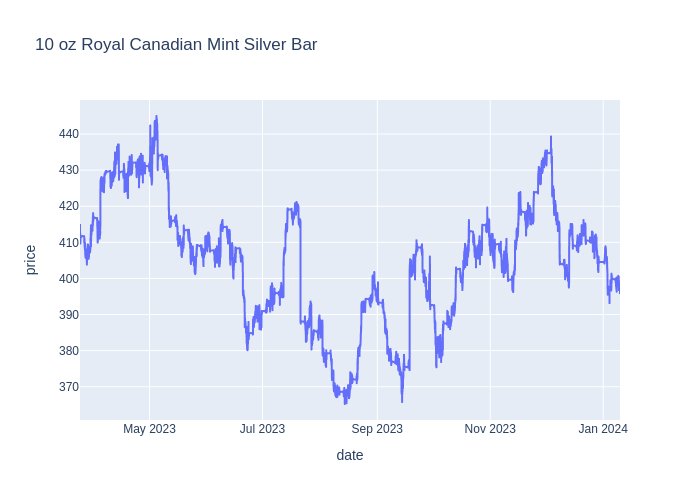 10 oz Royal Canadian Mint Silver Bar
440
430
420
410
400
390
380
370
price
May 2023
Jul 2023
Sep 2023
Nov 2023
Jan 2024
date